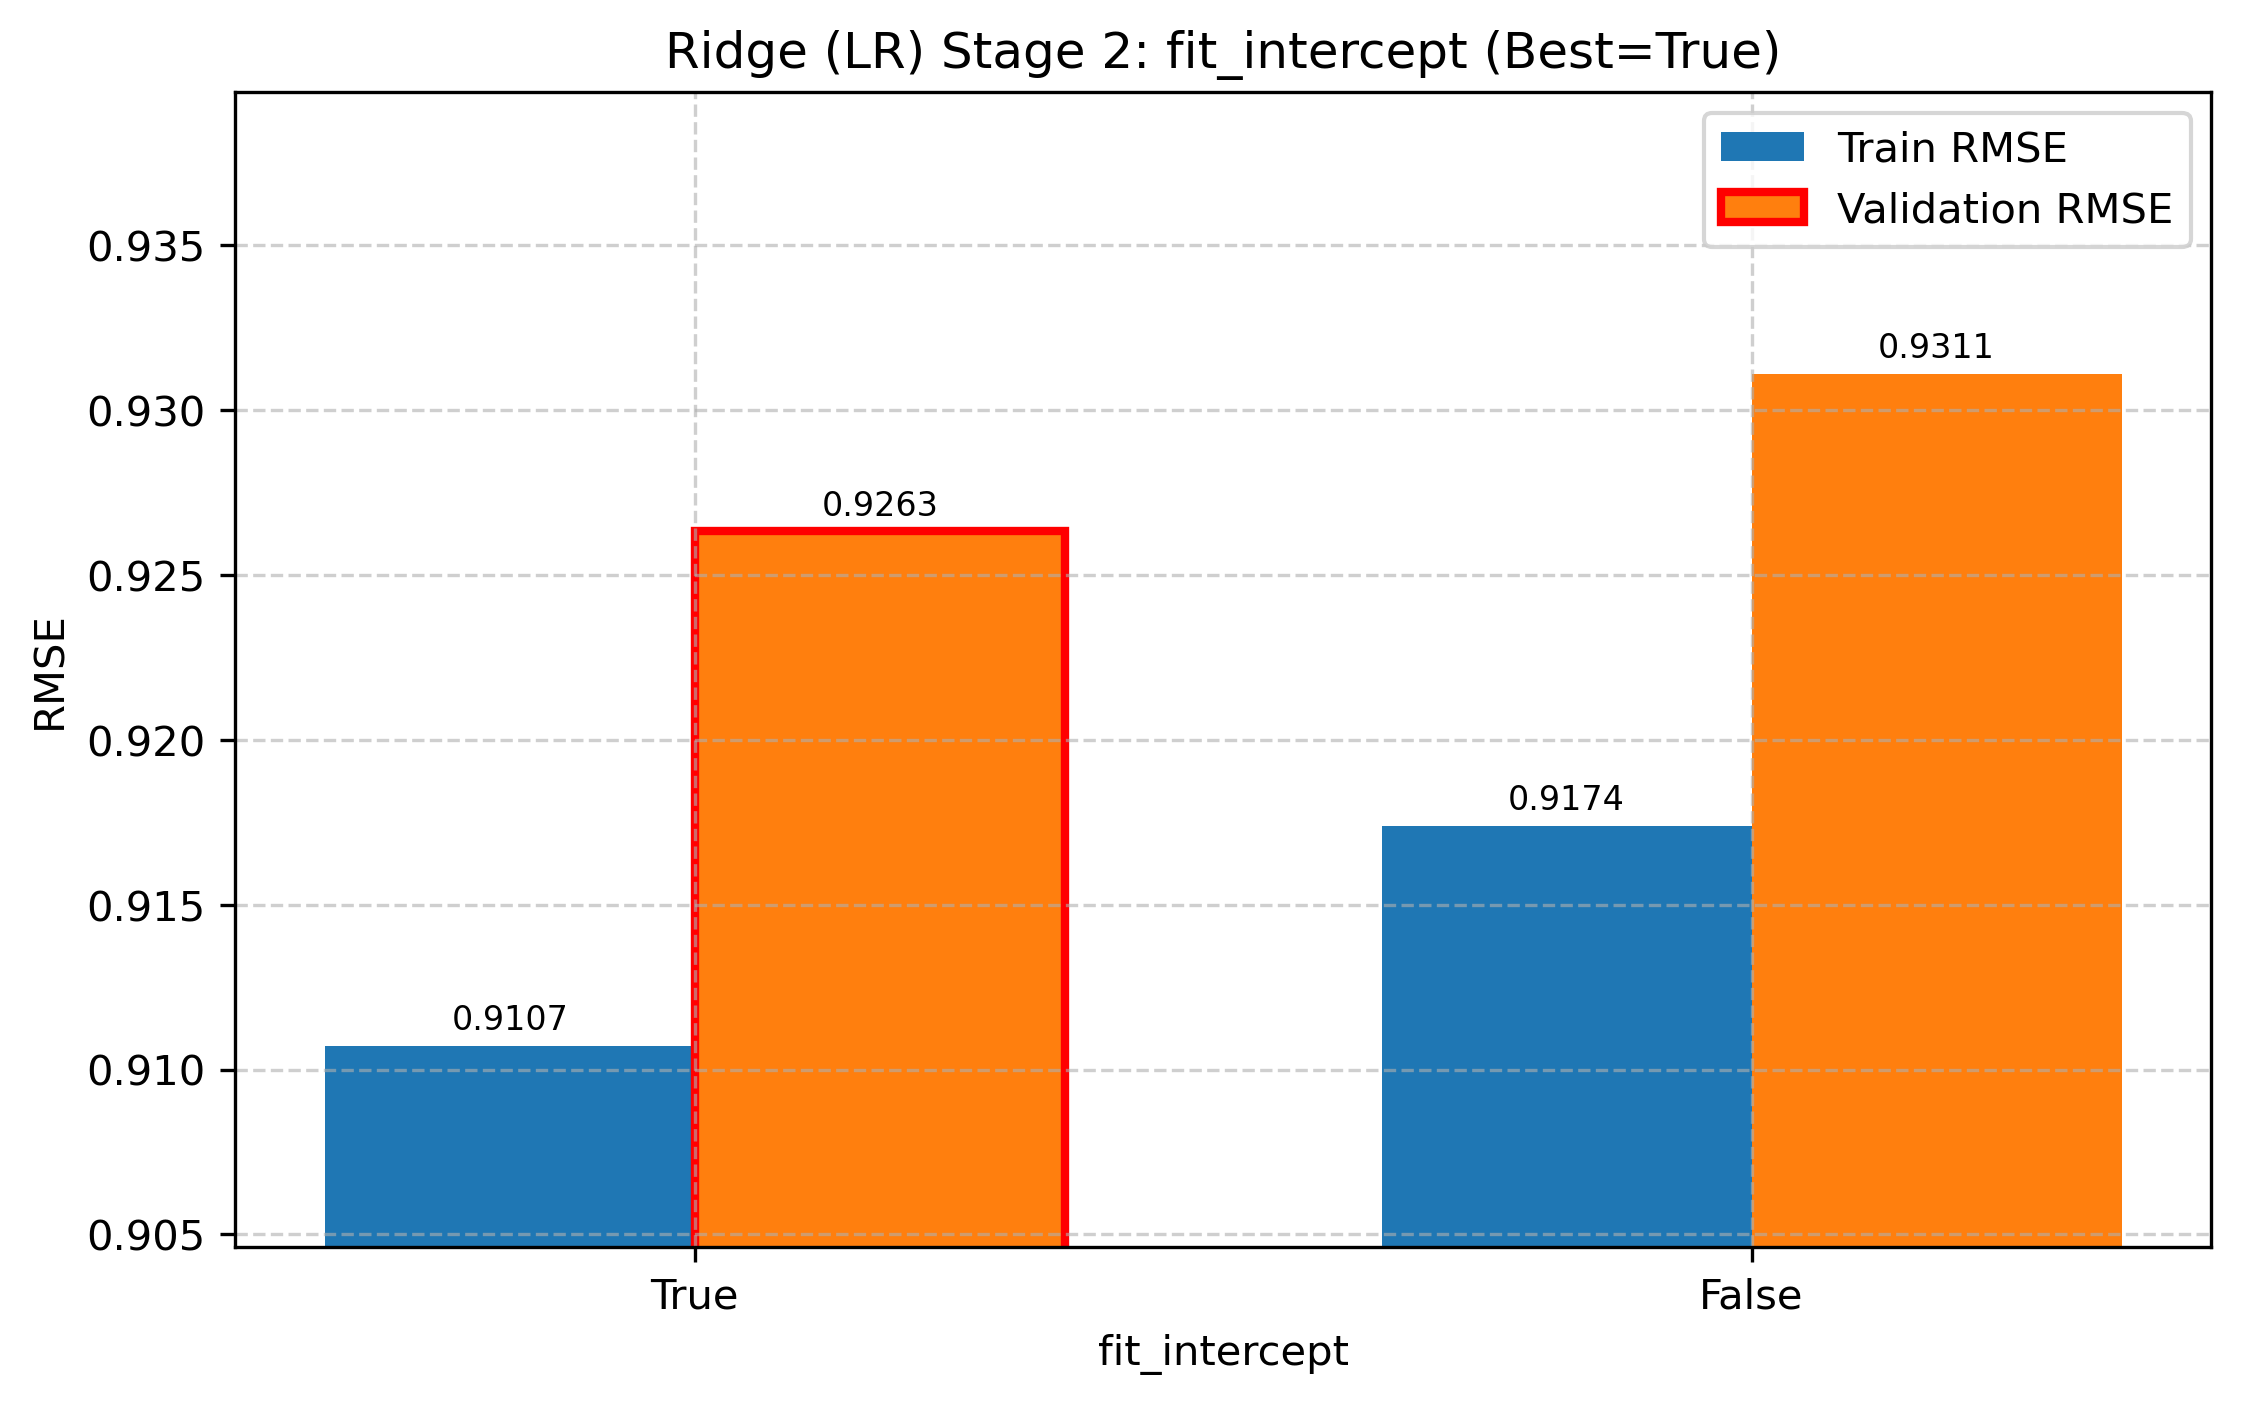 Ridge (LR) Stage 2: fit_intercept (Best=True)
Train RMSE
Validation RMSE
0.935
0.930
0.925
0.920
0.915
0.910
0.905
RMSE
0.9107
0.9263
0.9174
0.9311
True
False
fit_intercept